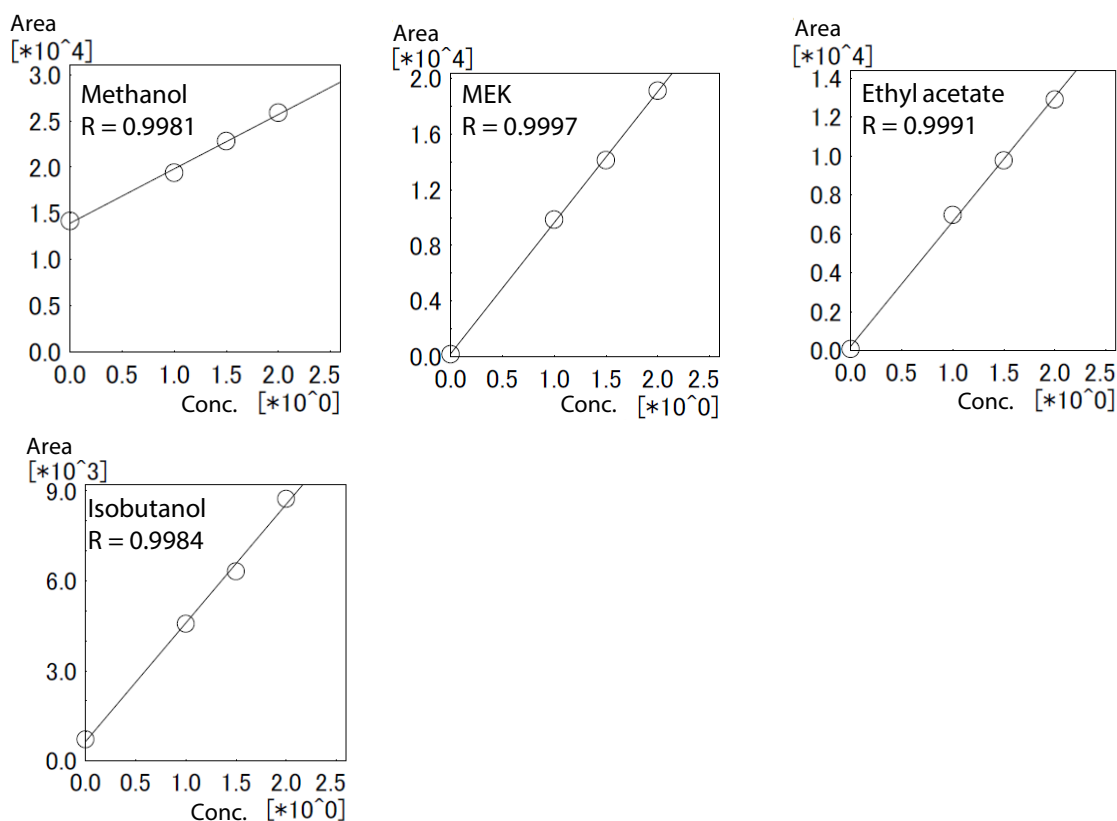 Area
[*10^4]
3.0
2.5
2.0
1.5
1.0
0.5
0.0
Methanol
R = 0.9981
0.0 0.5 1.0 1.5 2.0 2.5
Conc. [*10^0]
Area
[*10^4]
2.0
1.6
1.2
0.8
0.4
0.0
MEK
R = 0.9997
0.0 0.5 1.0 1.5 2.0 2.5
Conc. [*10^0]
Area
[*10^4]
1.4
1.2
1.0
0.8
0.6
0.4
0.2
0.0
Ethyl acetate
R = 0.9991
0.0 0.5 1.0 1.5 2.0 2.5
Conc. [*10^0]
Area
[*10^3]
9.0
6.0
3.0
0.0
Isobutanol
R = 0.9984
0.0 0.5 1.0 1.5 2.0 2.5
Conc. [*10^0]